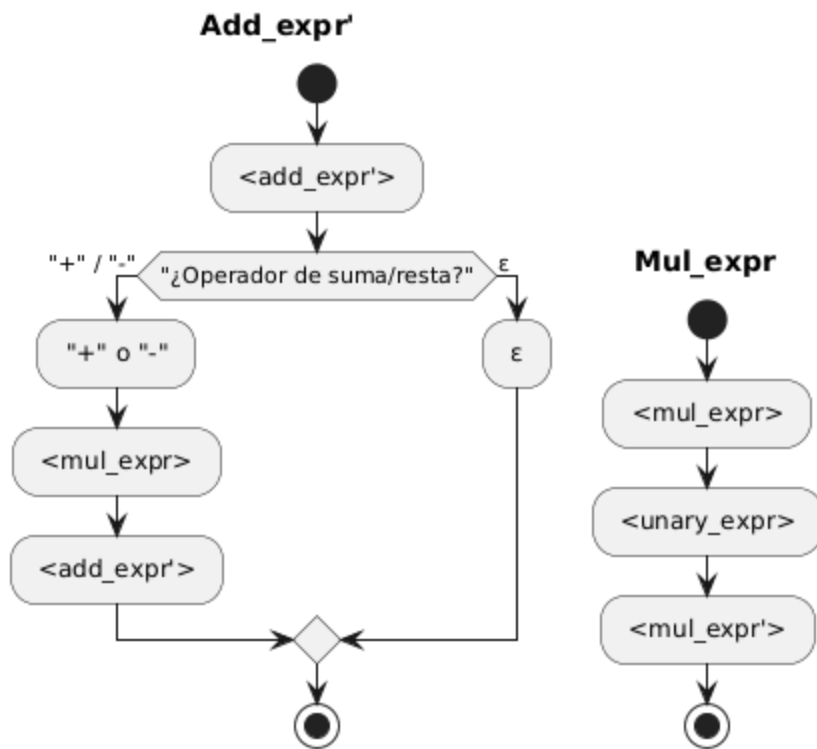 Add_expr'
<add_expr'>
"+" / "-"
"¿Operador de suma/resta?"
ε
"+" o "-"
ε
<mul_expr>
<add_expr'>
Mul_expr
<mul_expr>
<unary_expr>
<mul_expr'>